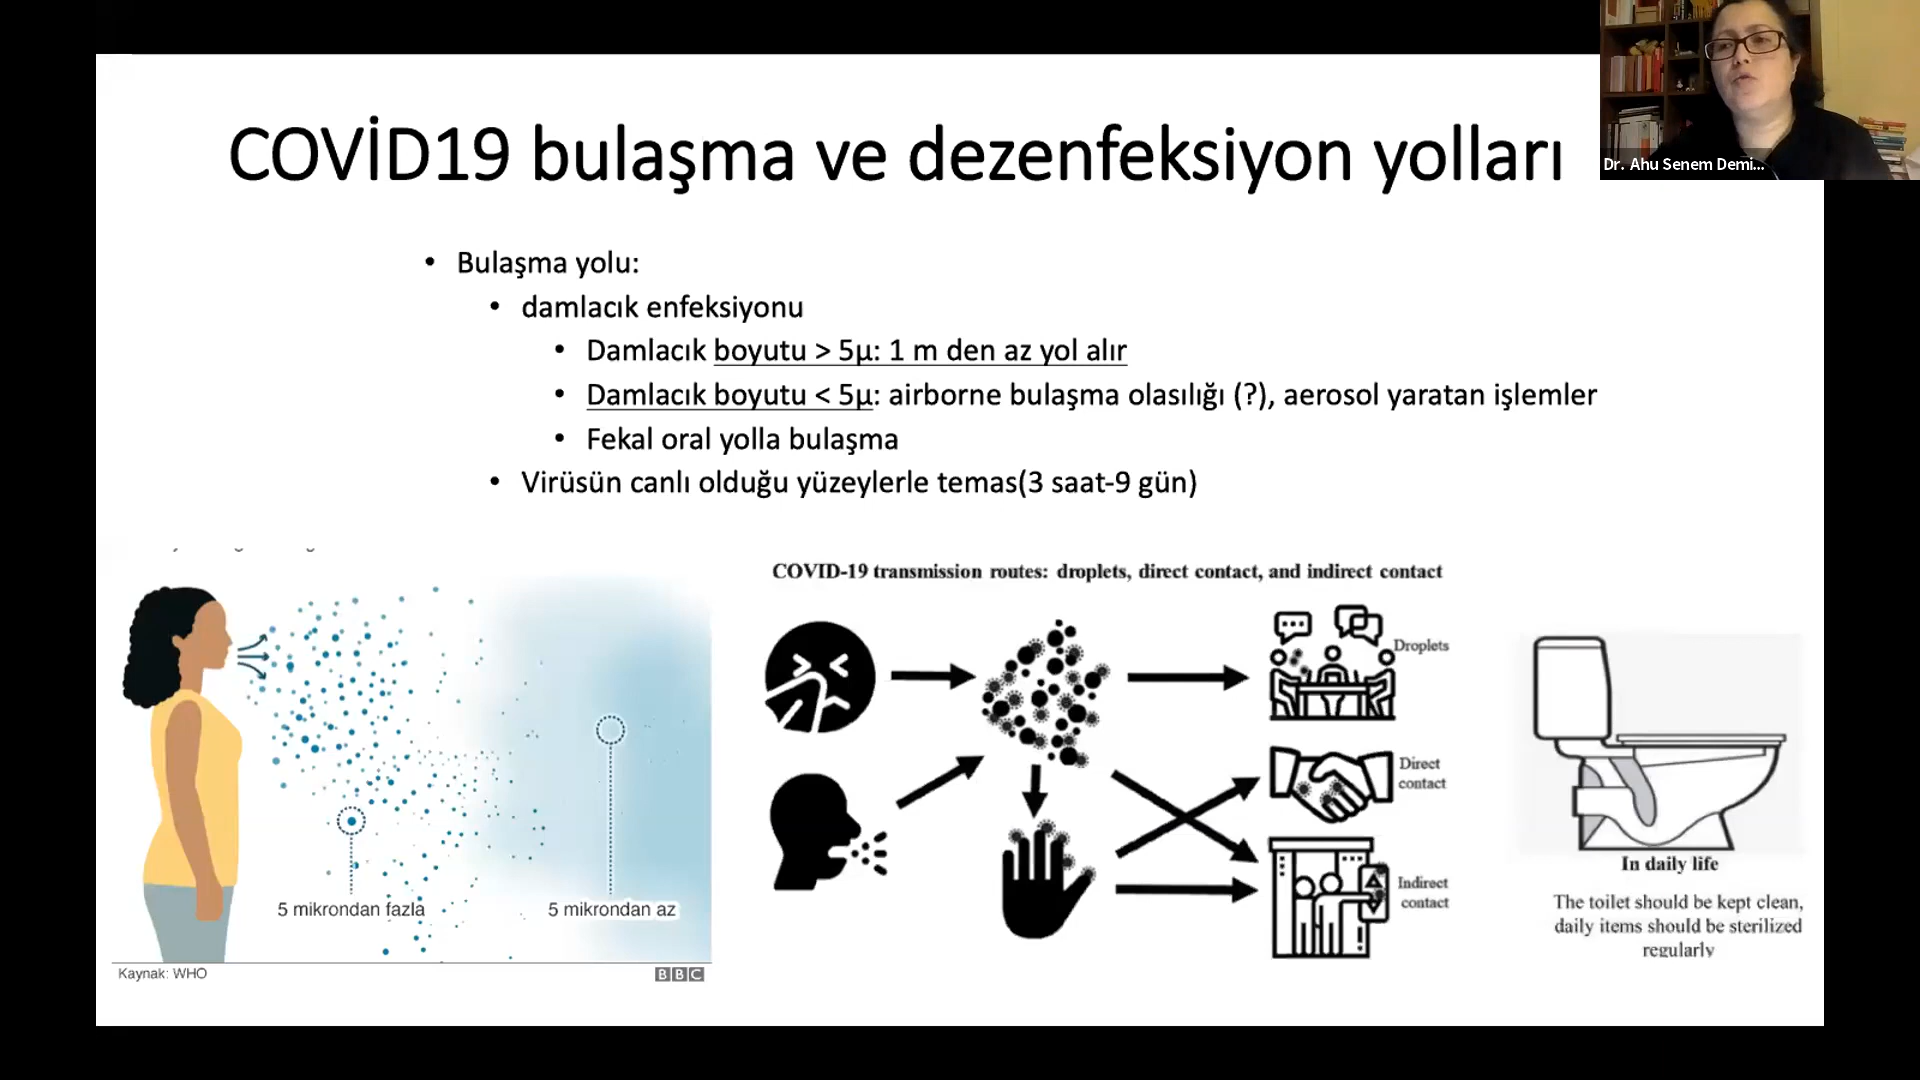 COVİD19 bulaşma ve dezenfeksiyon yolları
Dr. Ahu Senem Demi...
• Bulaşma yolu:
• damlacık enfeksiyonu
• Damlacık boyutu > 5µ: 1 m den az yol alır
• Damlacık boyutu < 5µ: airborne bulaşma olasılığı (?), aerosol yaratan işlemler
• Fekal oral yolla bulaşma
• Virüsün canlı olduğu yüzeylerle temas(3 saat-9 gün)
5 mikrondan fazla
5 mikrondan az
Kaynak: WHO
BBC
COVID-19 transmission routes: droplets, direct contact, and indirect contact
Droplets
Direct
contact
Indirect
contact
In daily life
The toilet should be kept clean,
daily items should be sterilized
regularly